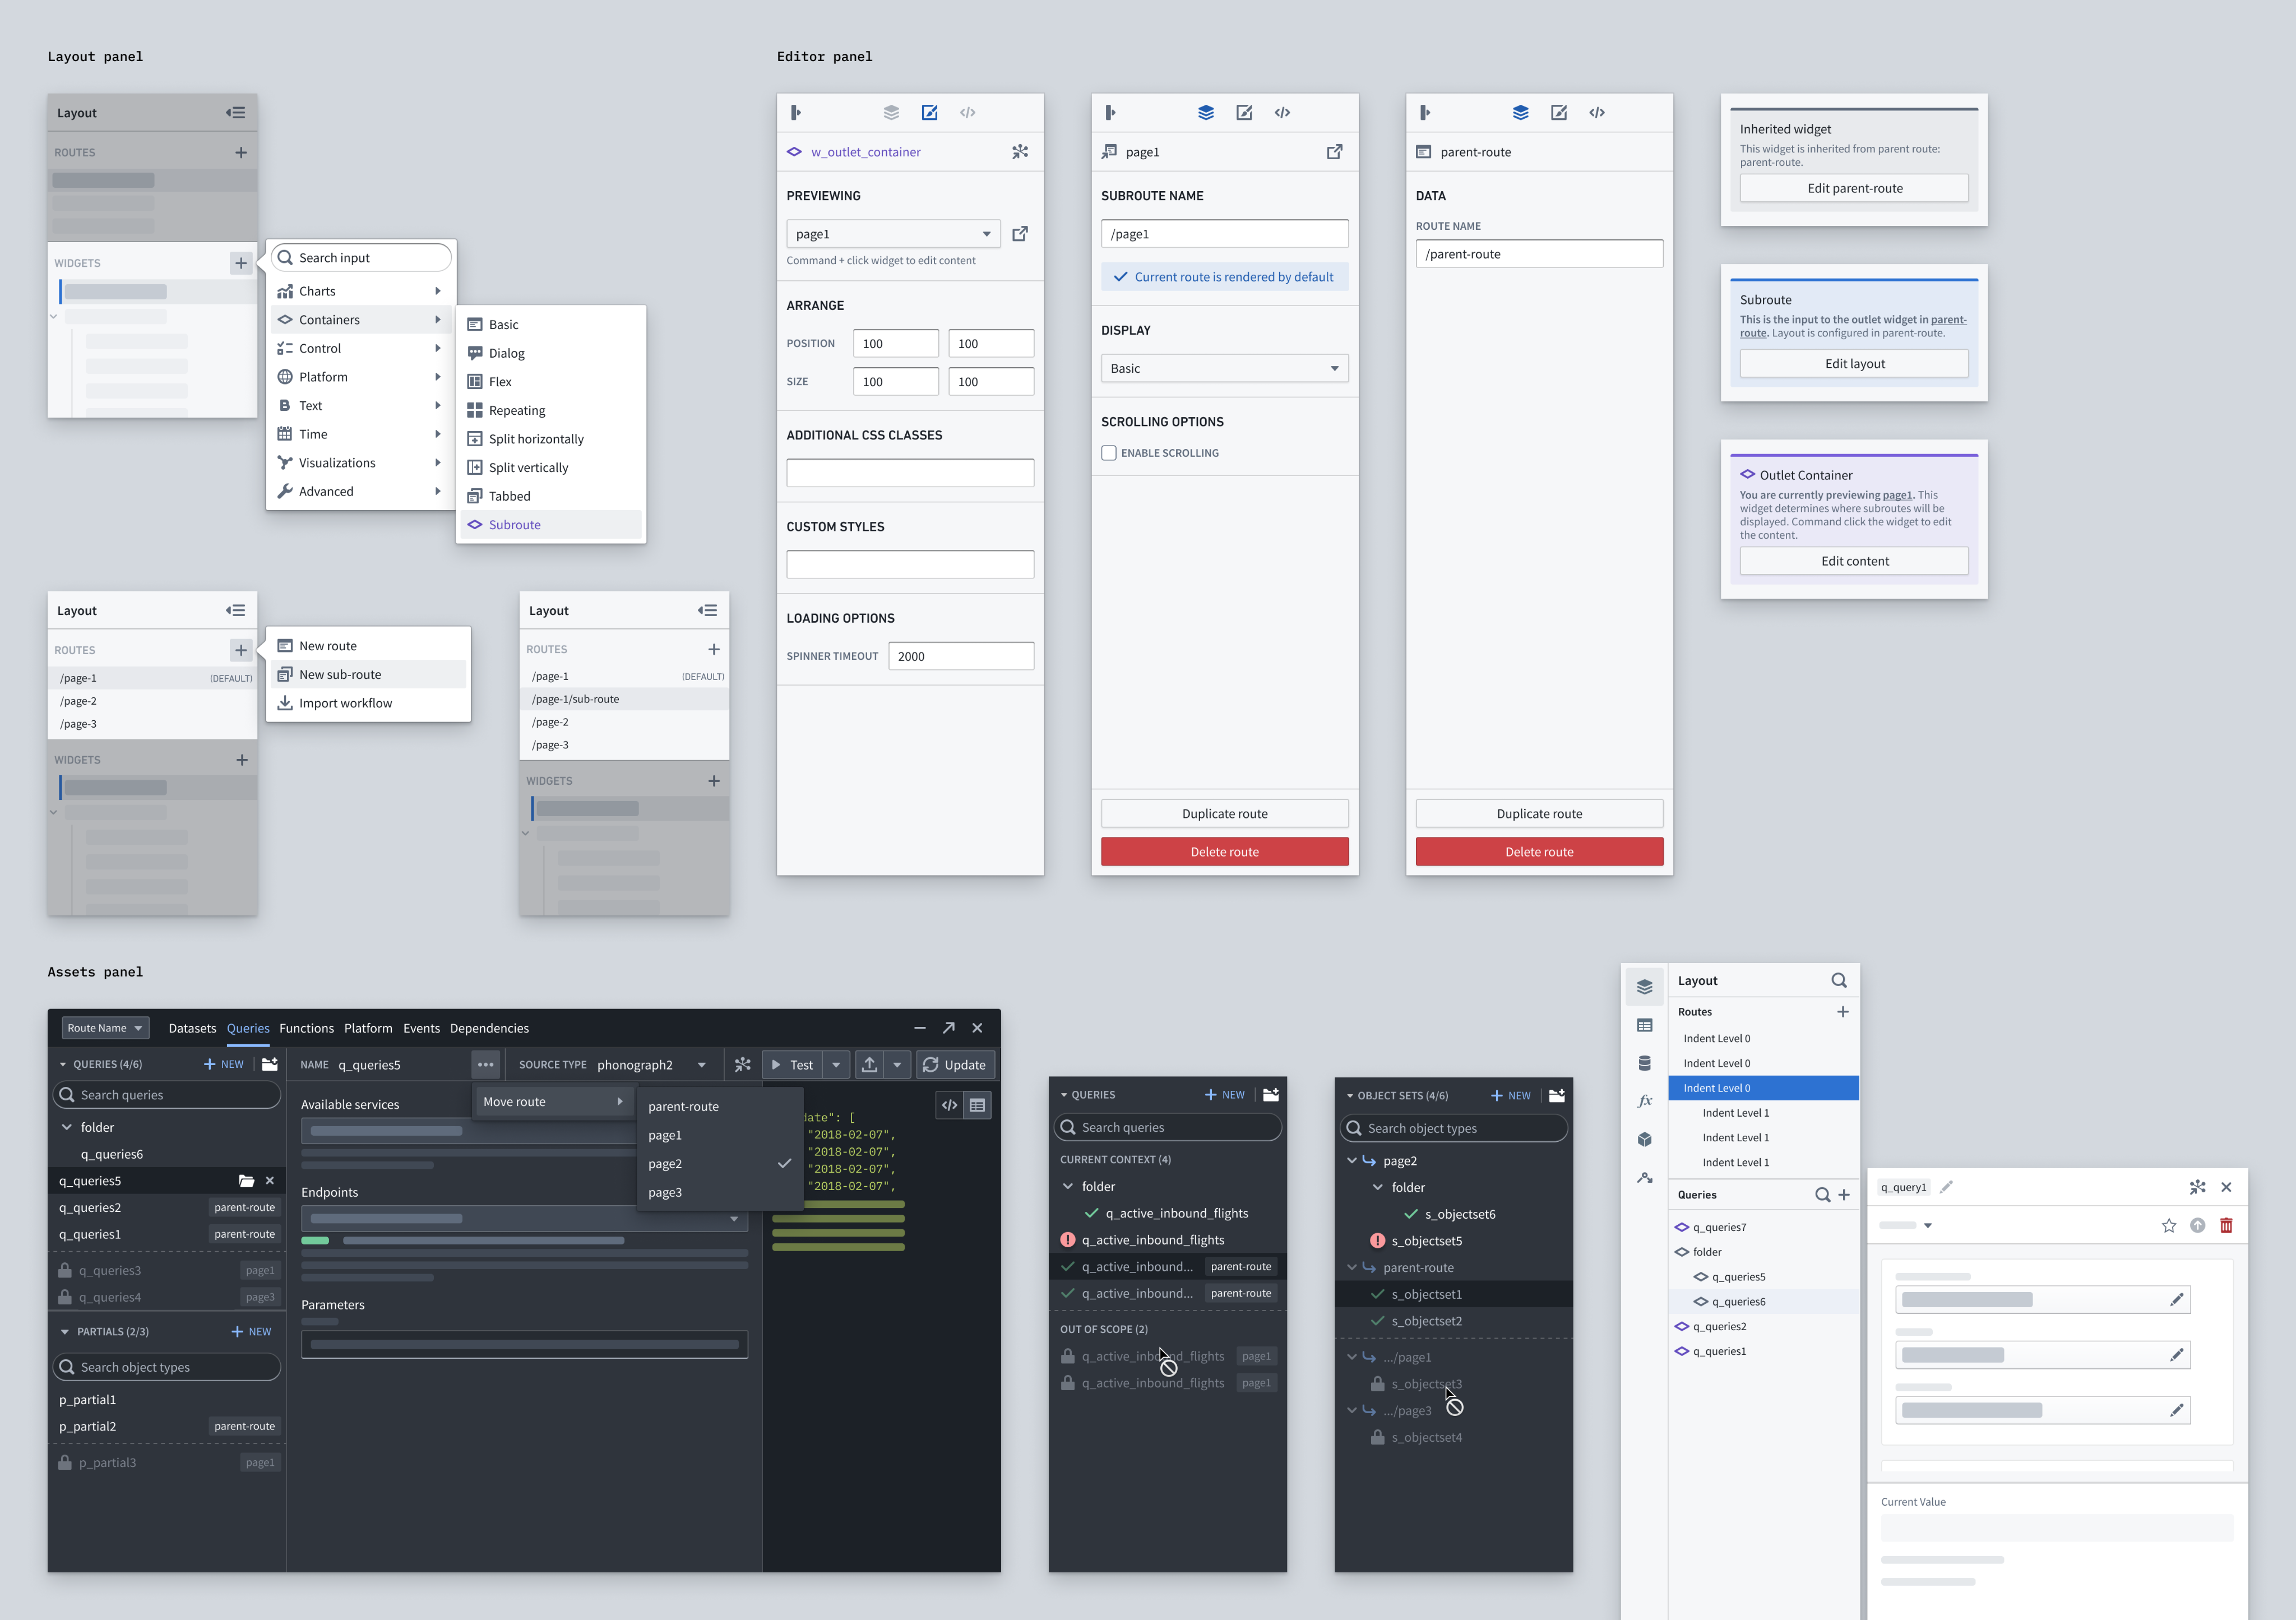 Layout panel
Layout
ROUTES
WIDGETS
Search input
Charts
Containers
Control
Platform
Text
Time
Visualizations
Advanced
Basic
Dialog
Flex
Repeating
Split horizontally
Split vertically
Tabbed
Subroute
Layout
ROUTES
/page-1 (DEFAULT)
/page-2
/page-3
WIDGETS
New route
New sub-route
Import workflow
Layout
ROUTES
/page-1 (DEFAULT)
/page-1/sub-route
/page-2
/page-3
WIDGETS
Editor panel
w_outlet_container
PREVIEWING
page1
Command + click widget to edit content
ARRANGE
POSITION 100 100
SIZE 100 100
ADDITIONAL CSS CLASSES
CUSTOM STYLES
LOADING OPTIONS
SPINNER TIMEOUT 2000
page1
SUBROUTE NAME
/page1
Current route is rendered by default
DISPLAY
Basic
SCROLLING OPTIONS
ENABLE SCROLLING
Duplicate route
Delete route
parent-route
DATA
ROUTE NAME
/parent-route
Duplicate route
Delete route
Inherited widget
This widget is inherited from parent route:
parent-route.
Edit parent-route
Subroute
This is the input to the outlet widget in parent-
route. Layout is configured in parent-route.
Edit layout
Outlet Container
You are currently previewing page1. This
widget determines where subroutes will be
displayed. Command click the widget to edit
the content.
Edit content
Assets panel
Route Name Datasets Queries Functions Platform Events Dependencies
QUERIES (4/6) + NEW
Search queries
folder
q_queries6
q_queries5
q_queries2 parent-route
q_queries1 parent-route
q_queries3 page1
q_queries4 page3
PARTIALS (2/3) + NEW
Search object types
p_partial1
p_partial2 parent-route
p_partial3 page1
NAME q_queries5 ••• SOURCE TYPE phonograph2 Test Update
Available services
Endpoints
Parameters
Move route
parent-route
page1
page2
page3
</>
date": [
"2018-02-07",
"2018-02-07",
"2018-02-07",
"2018-02-07",
QUERIES + NEW
Search queries
CURRENT CONTEXT (4)
folder
q_active_inbound_flights
q_active_inbound_flights
q_active_inbound... parent-route
q_active_inbound... parent-route
OUT OF SCOPE (2)
q_active_inbound_flights page1
q_active_inbound_flights page1
OBJECT SETS (4/6) + NEW
Search object types
page2
folder
s_objectset6
s_objectset5
parent-route
s_objectset1
s_objectset2
.../page1
s_objectset3
.../page3
s_objectset4
fx
Layout
Routes
Indent Level 0
Indent Level 0
Indent Level 0
Indent Level 1
Indent Level 1
Indent Level 1
Queries
q_queries7
folder
q_queries5
q_queries6
q_queries2
q_queries1
q_query1
Current Value